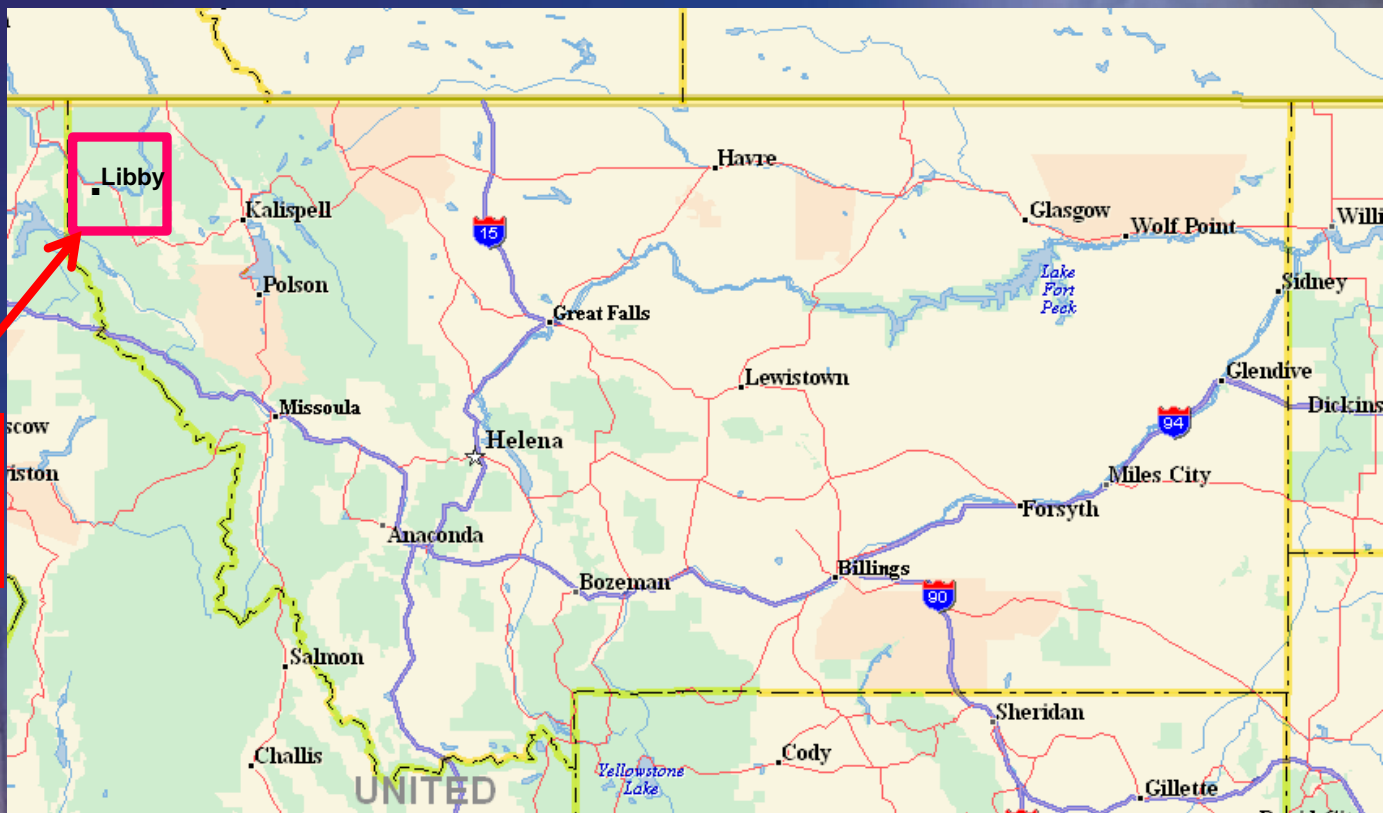 Libby
Havre
Kalispell
15
Glasgow
Wolf Point
Willi
Lake
Fort
Peck
Polson
Sidney
Great Falls
Lewistown
Glendive
Missoula
94
Dickins
scow
Helena
riston
Miles City
Forsyth
Anaconda
Billings
Bozeman
90
Salmon
Sheridan
Cody
Challis
Yellowstone
Lake
UNITED
Gillette